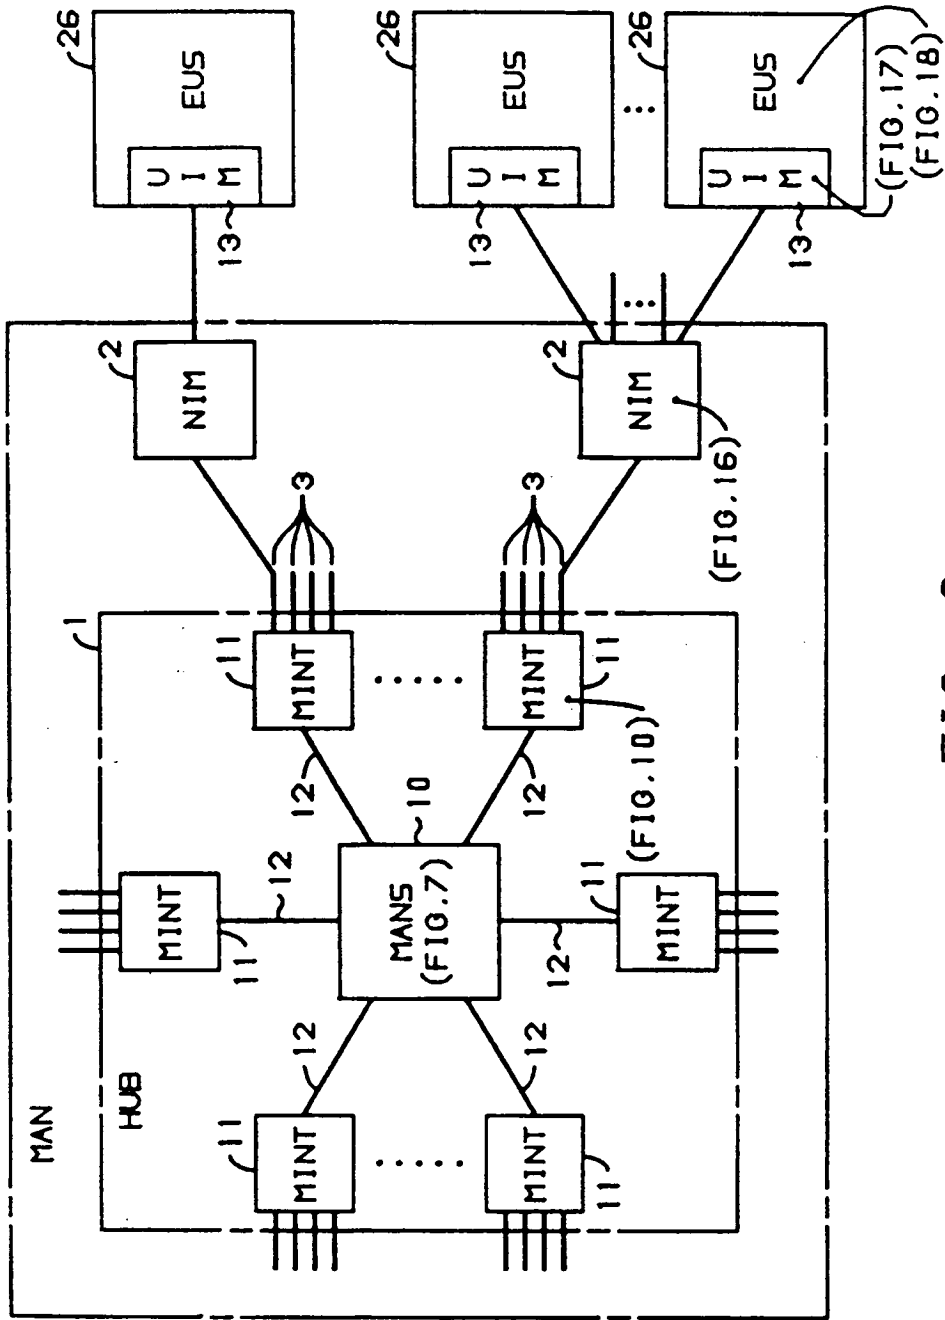 MAN
1
26
HUB
2
MINT
11
NIM
EUS
U
I
M
11
11
MINT
12
12
MINT
3
13
12
MANS
(FIG.7)
10
26
12
12
12
MINT
MINT
MINT
3
2
NIM
EUS
U
I
M
13
11
11
11
(FIG.10)
(FIG.16)
26
EUS
U
I
M
13
(FIG.17)
(FIG.18)